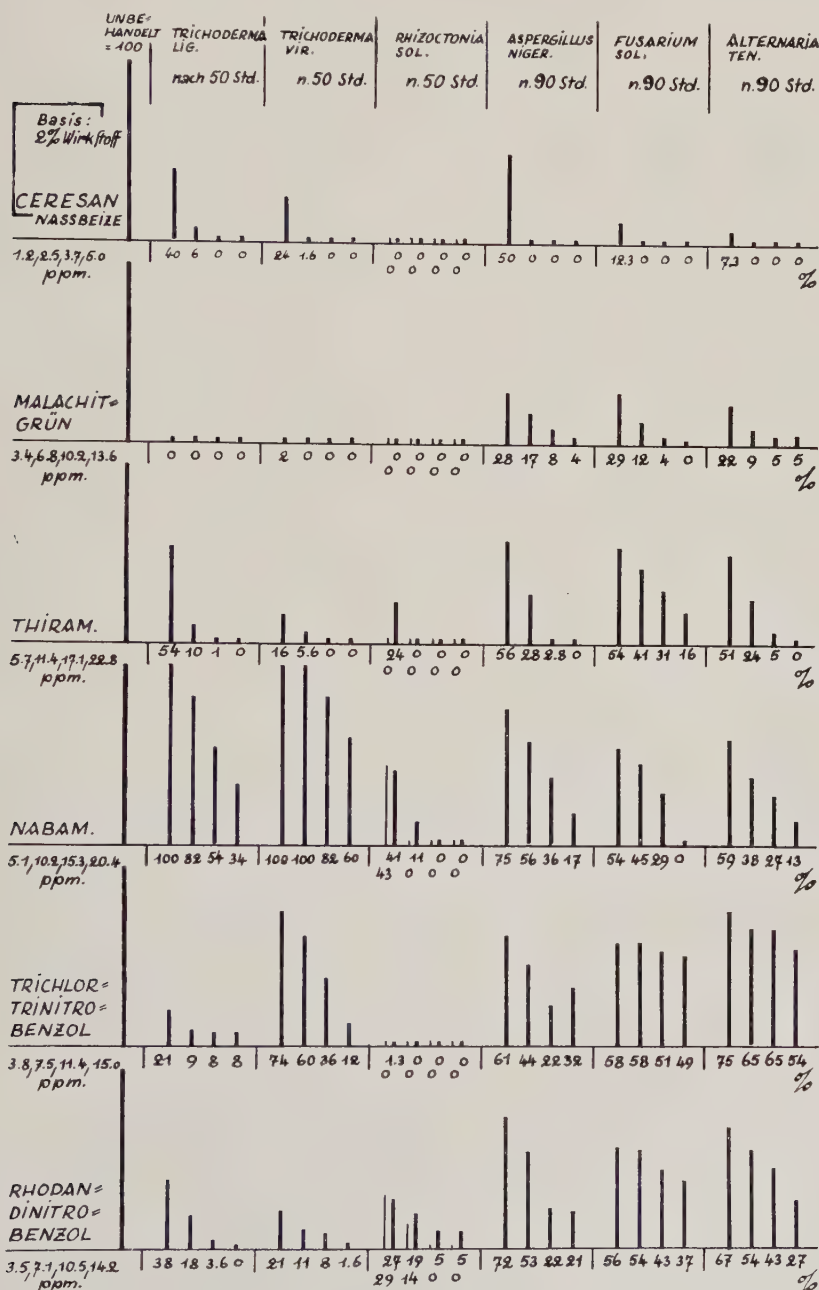 UNBE-
HANDELT
= 100
TRICHODERMA
LIG.
nach 50 Std.
TRICHODERMA
VIR.
n. 50 Std.
RHIZOCTONIA
SOL.
n. 50 Std.
ASPERGILLUS
NIGER.
n. 90 Std.
FUSARIUM
SOL.
n. 90 Std.
ALTERNARIA
TEN.
n. 90 Std.
Basis:
2% Wirkstoff
CERESAN
NASSBEIZE
1.2, 2.5, 3.7, 5.0
ppm.
40 6 0 0
24 1.6 0 0
0 0 0 0
0 0 0 0
50 0 0 0
12.3 0 0 0
7.3 0 0 0
%
MALACHIT=
GRÜN
3.4, 6.8, 10.2, 13.6
ppm.
0 0 0 0
2 0 0 0
0 0 0 0
0 0 0 0
28 17 8 4
29 12 4 0
22 9 5 5
%
THIRAM.
5.7, 11.4, 17.1, 22.8
ppm.
54 10 1 0
16 5.6 0 0
24 0 0 0
0 0 0 0
56 28 2.8 0
54 41 31 16
51 24 5 0
%
NABAM.
5.1, 10.2, 15.3, 20.4
ppm.
100 82 54 34
100 100 82 60
41 11 0 0
43 0 0 0
75 56 36 17
54 45 29 0
59 38 27 13
%
TRICHLOR=
TRINITRO=
BENZOL
3.8, 7.5, 11.4, 15.0
ppm.
21 9 8 8
74 60 36 12
1.3 0 0 0
0 0 0 0
61 44 22 32
58 58 51 49
75 65 65 54
%
RHODAN=
DINITRO=
BENZOL
3.5, 7.1, 10.5, 14.2
ppm.
38 18 3.6 0
21 11 8 1.6
27 19 5 5
29 14 0 0
72 53 22 21
56 54 43 37
67 54 43 27
%